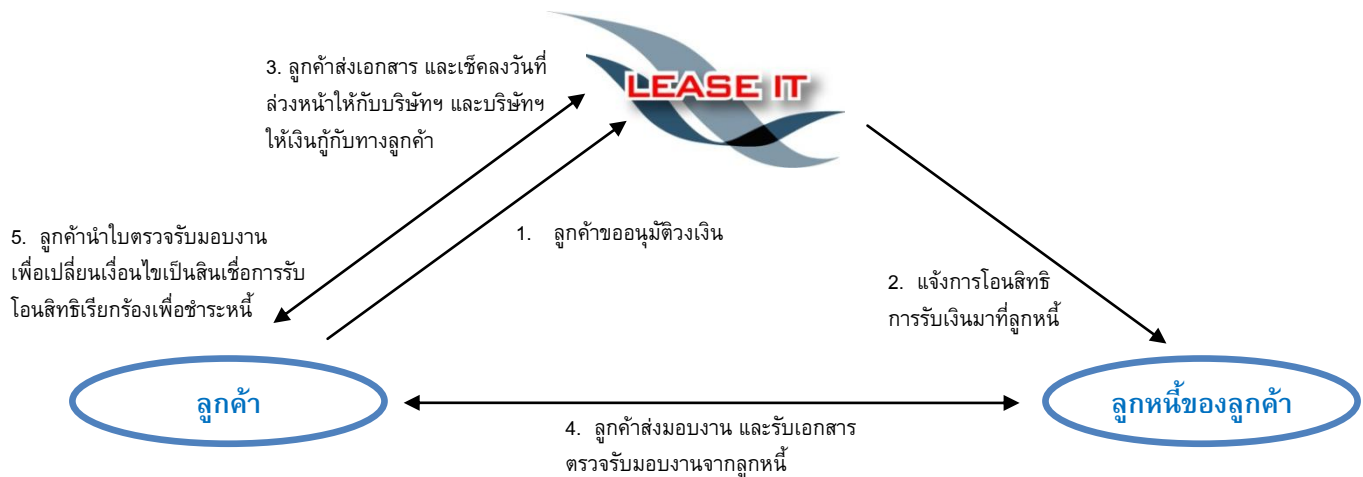 LEASE IT
3. ลูกค้าส่งเอกสาร และเช็คลงวันที่
ล่วงหน้าให้กับบริษัทฯ และบริษัทฯ
ให้เงินกู้กับทางลูกค้า
5. ลูกค้านำใบตรวจรับมอบงาน
เพื่อเปลี่ยนเงื่อนไขเป็นสินเชื่อการรับ
โอนสิทธิเรียกร้องเพื่อชำระหนี้
1. ลูกค้าขออนุมัติวงเงิน
2. แจ้งการโอนสิทธิ
การรับเงินมาที่ลูกหนี้
ลูกค้า
ลูกหนี้ของลูกค้า
4. ลูกค้าส่งมอบงาน และรับเอกสาร
ตรวจรับมอบงานจากลูกหนี้